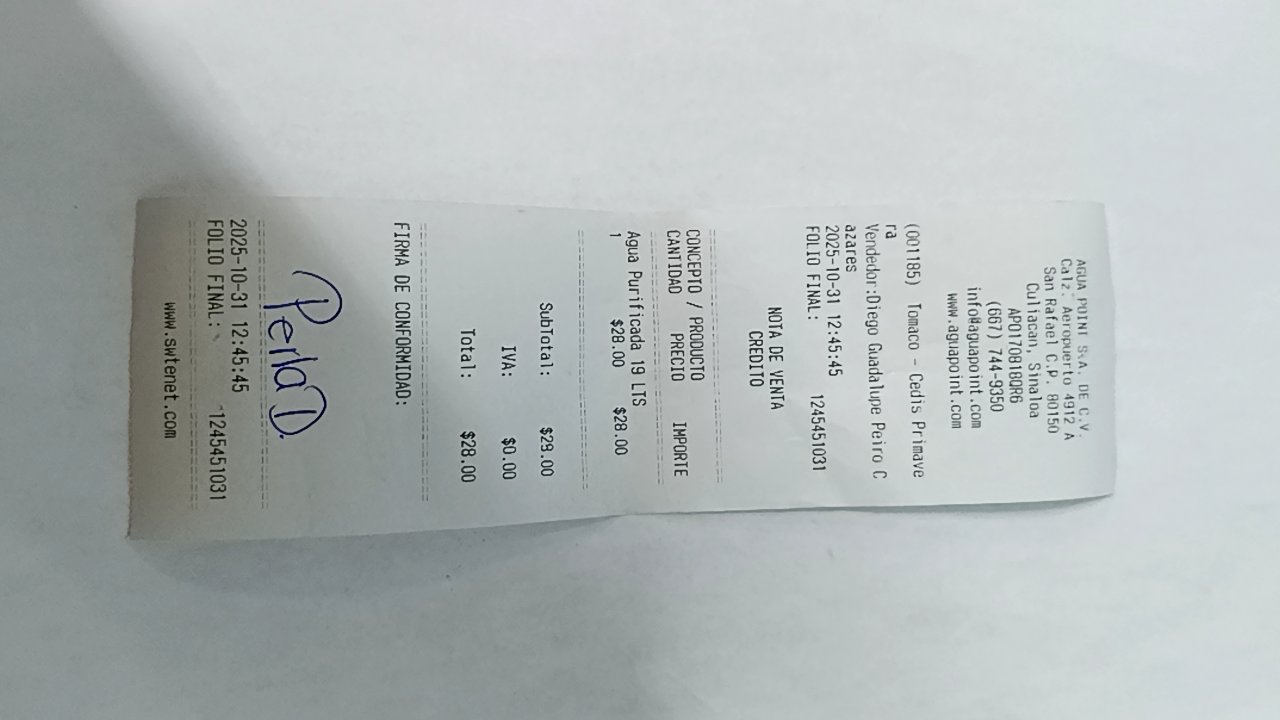 AGUA POINT S.A. DE C.V.
Calz. Aeropuerto 4912 A
San Rafael C.P. 80150
Culiacan, Sinaloa
APO170818QR6
(667) 744-9350
info@aguapoint.com
www.aguapoint.com
(001185) Tomaco - Cedis Primave
ra
Vendedor:Diego Guadalupe Peiro C
azares
2025-10-31 12:45:45
FOLIO FINAL: 1245451031
NOTA DE VENTA
CREDITO
CONCEPTO / PRODUCTO
CANTIDAD PRECIO IMPORTE
Agua Purificada 19 LTS
1 $28.00 $28.00
SubTotal: $29.00
IVA: $0.00
Total: $28.00
FIRMA DE CONFORMIDAD:
Perla D.
2025-10-31 12:45:45
FOLIO FINAL: 1245451031
www.swtenet.com